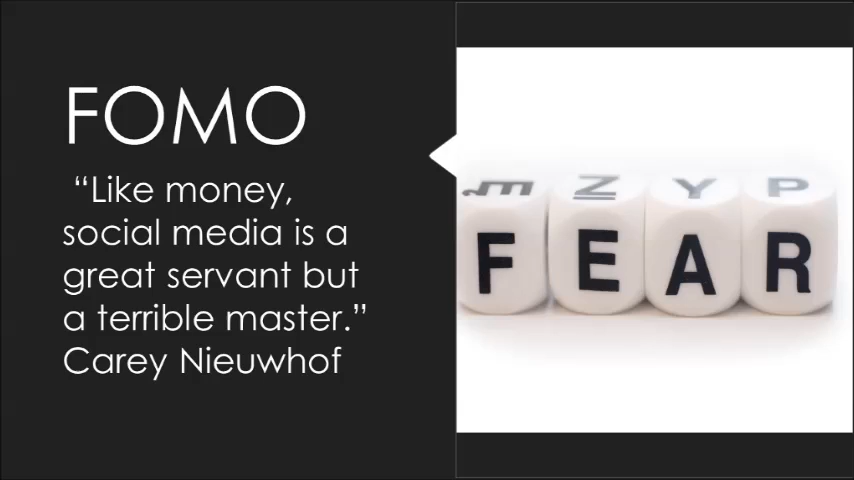 FOMO
“Like money,
social media is a
great servant but
a terrible master.”
Carey Nieuwhof
Z Y P
F E A R